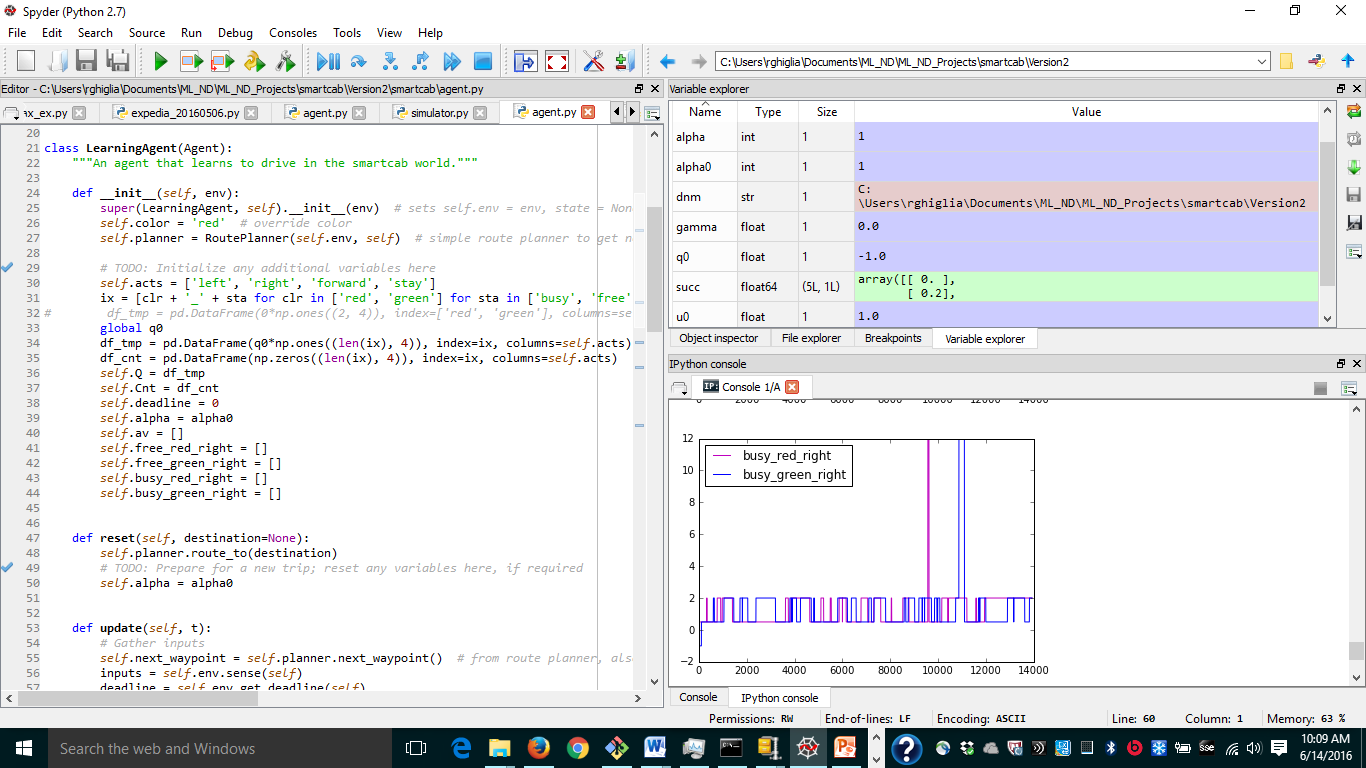 Spyder (Python 2.7)
File Edit Search Source Run Debug Consoles Tools View Help
C:\Users\rghiglia\Documents\ML_ND\ML_ND_Projects\smartcab\Version2
Editor - C:\Users\rghiglia\Documents\ML_ND\ML_ND_Projects\smartcab\Version2\smartcab\agent.py
ax_ex.py expedia_20160506.py agent.py simulator.py agent.py
20
21 class LearningAgent(Agent):
22 """An agent that learns to drive in the smartcab world."""
23
24 def __init__(self, env):
25 super(LearningAgent, self).__init__(env) # sets self.env = env, state = Non
26 self.color = 'red' # override color
27 self.planner = RoutePlanner(self.env, self) # simple route planner to get n
28
29 # TODO: Initialize any additional variables here
30 self.acts = ['left', 'right', 'forward', 'stay']
31 ix = [clr + '_' + sta for clr in ['red', 'green'] for sta in ['busy', 'free'
32 # df_tmp = pd.DataFrame(0*np.ones((2, 4)), index=['red', 'green'], columns=se
33 global q0
34 df_tmp = pd.DataFrame(q0*np.ones((len(ix), 4)), index=ix, columns=self.acts)
35 df_cnt = pd.DataFrame(np.zeros((len(ix), 4)), index=ix, columns=self.acts)
36 self.Q = df_tmp
37 self.Cnt = df_cnt
38 self.deadline = 0
39 self.alpha = alpha0
40 self.av = []
41 self.free_red_right = []
42 self.free_green_right = []
43 self.busy_red_right = []
44 self.busy_green_right = []
45
46
47 def reset(self, destination=None):
48 self.planner.route_to(destination)
49 # TODO: Prepare for a new trip; reset any variables here, if required
50 self.alpha = alpha0
51
52
53 def update(self, t):
54 # Gather inputs
55 self.next_waypoint = self.planner.next_waypoint() # from route planner, als
56 inputs = self.env.sense(self)
57 deadline = self.env.get_deadline(self)
Variable explorer
Name Type Size Value
alpha int 1 1
alpha0 int 1 1
dnm str 1 C:
\Users\rghiglia\Documents\ML_ND\ML_ND_Projects\smartcab\Version2
gamma float 1 0.0
q0 float 1 -1.0
succ float64 (5L, 1L) array([[ 0. ],
[ 0.2],
u0 float 1 1.0
Object inspector File explorer Breakpoints Variable explorer
IPython console
IP: Console 1/A
0 2000 4000 6000 8000 10000 12000 14000
12
10
8
6
4
2
0
−2
busy_red_right
busy_green_right
0 2000 4000 6000 8000 10000 12000 14000
Console IPython console
Permissions: RW End-of-lines: LF Encoding: ASCII Line: 60 Column: 1 Memory: 63 %
Search the web and Windows
10:09 AM
6/14/2016